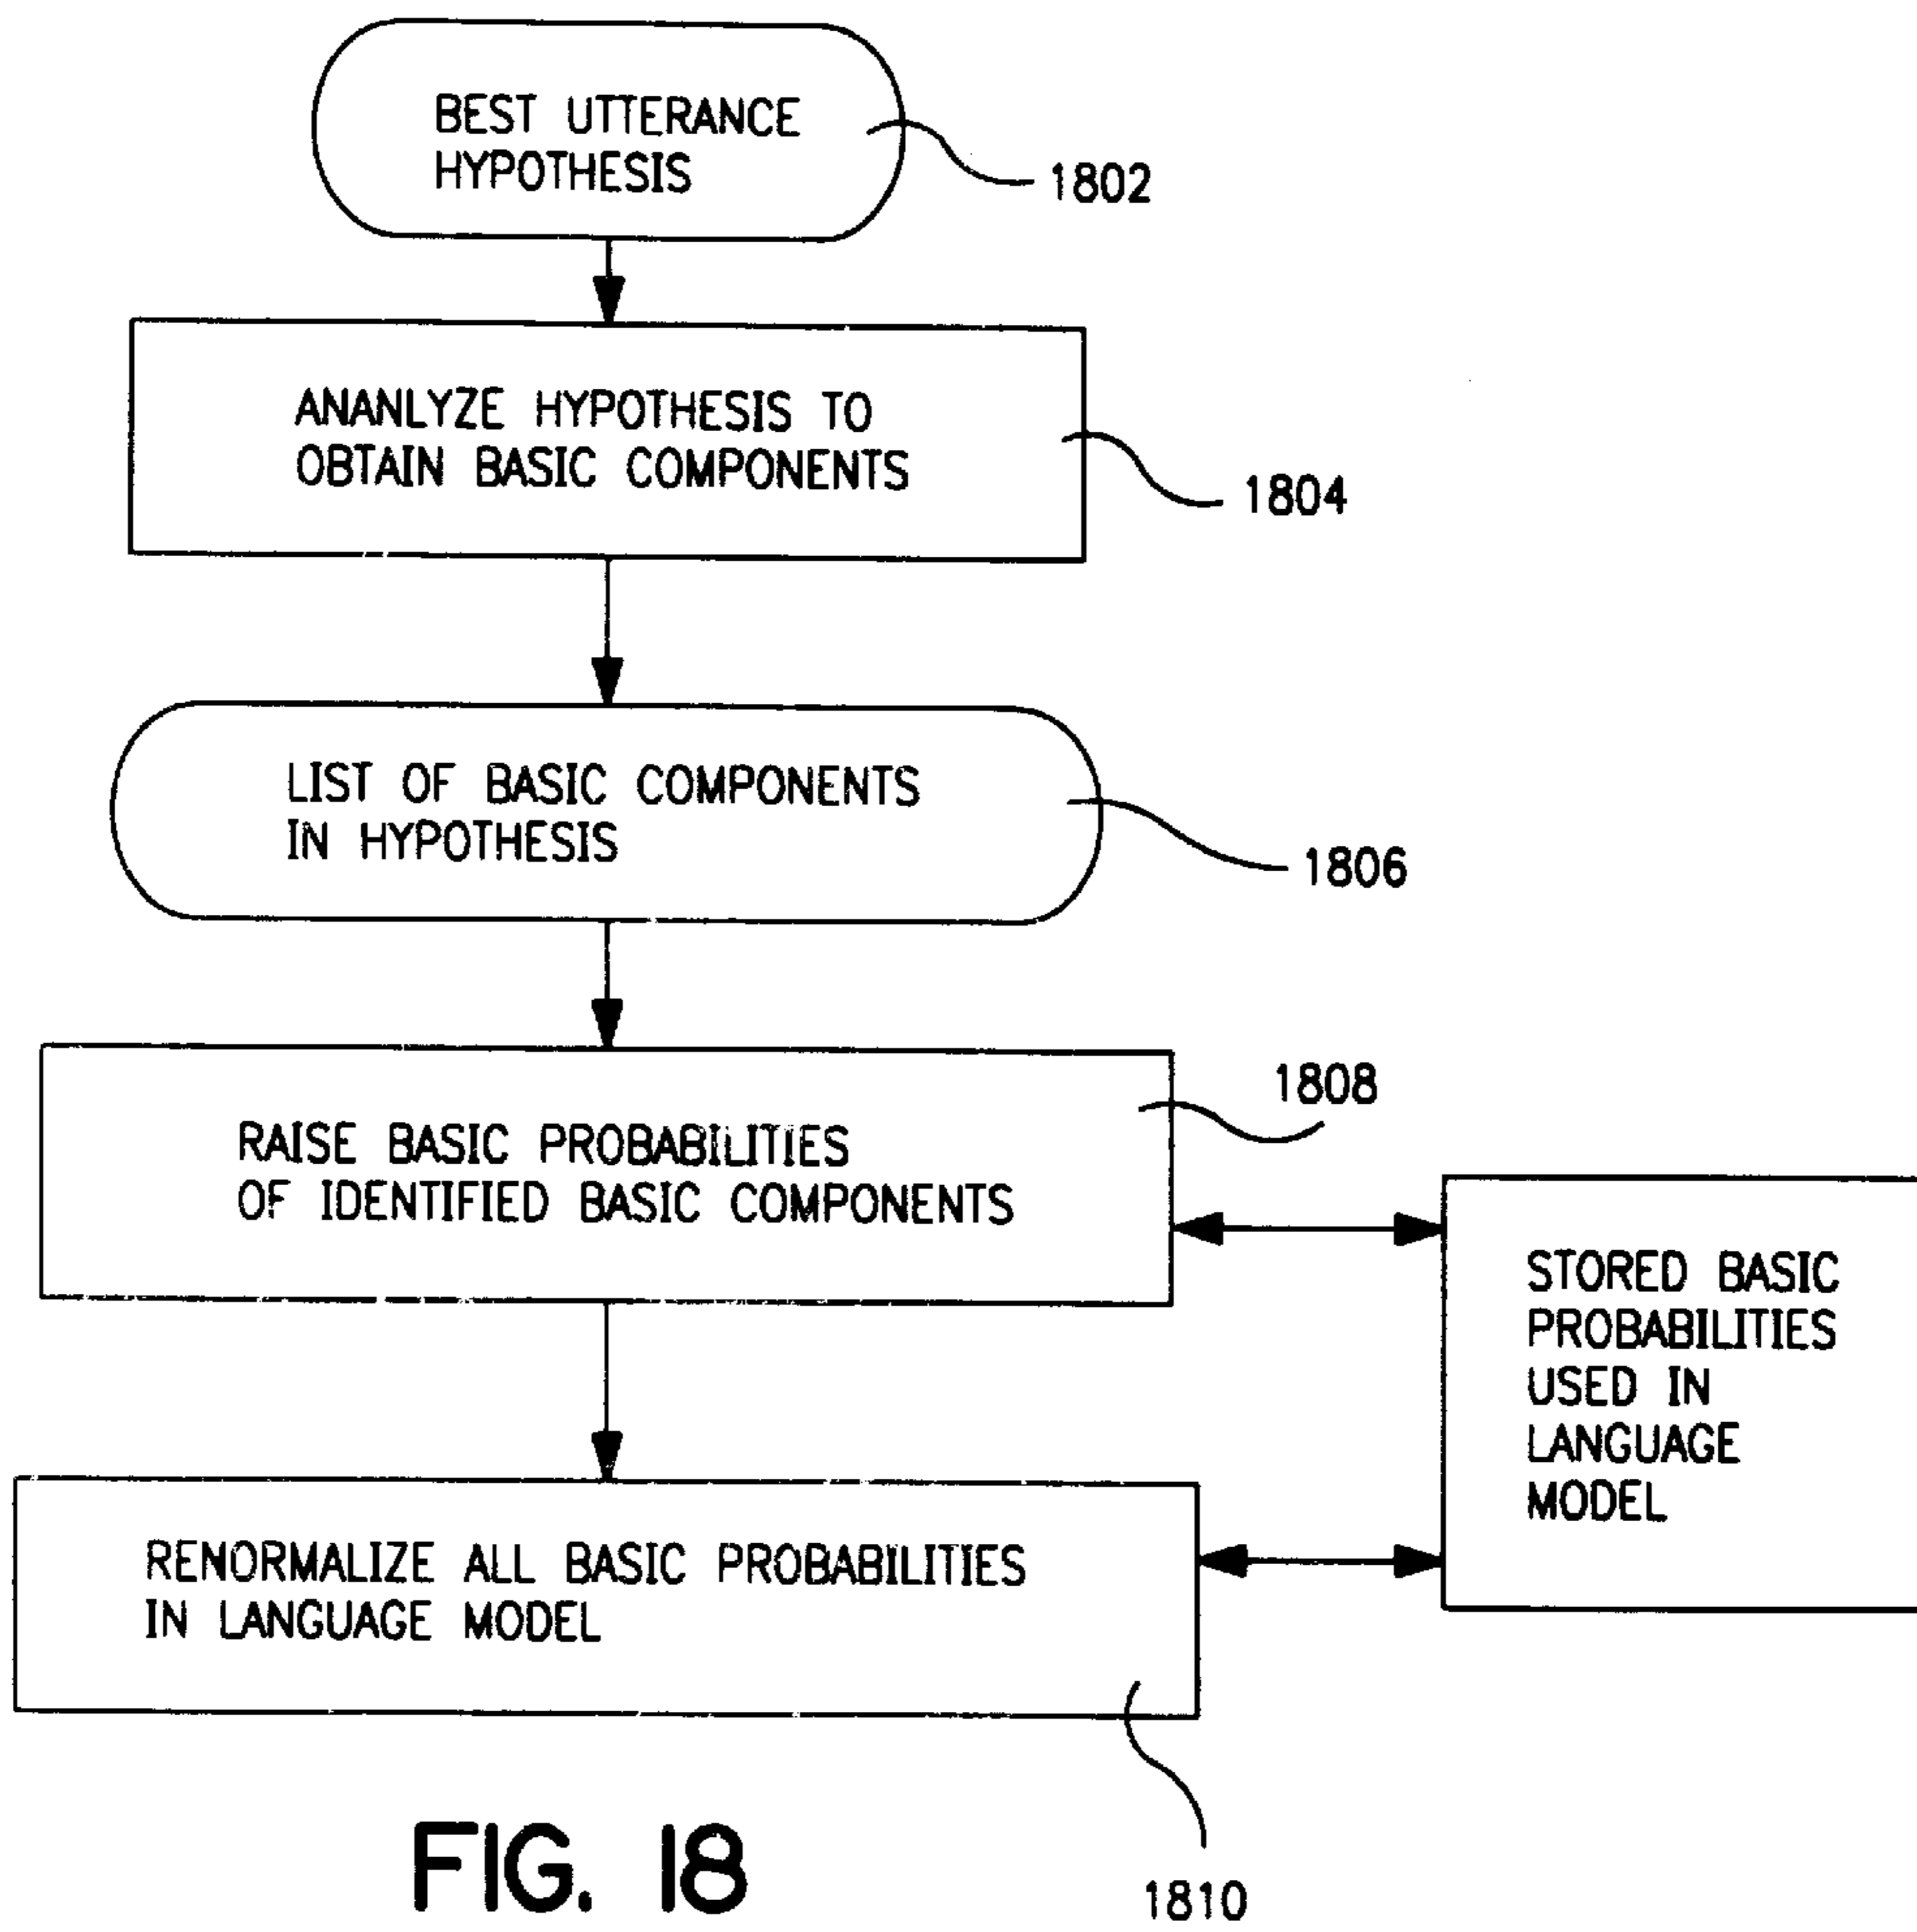 BEST UTTERANCE
HYPOTHESIS
1802
ANANLYZE HYPOTHESIS TO
OBTAIN BASIC COMPONENTS
1804
LIST OF BASIC COMPONENTS
IN HYPOTHESIS
1806
RAISE BASIC PROBABILITIES
OF IDENTIFIED BASIC COMPONENTS
1808
STORED BASIC
PROBABILITIES
USED IN
LANGUAGE
MODEL
RENORMALIZE ALL BASIC PROBABILITIES
IN LANGUAGE MODEL
1810
FIG. 18